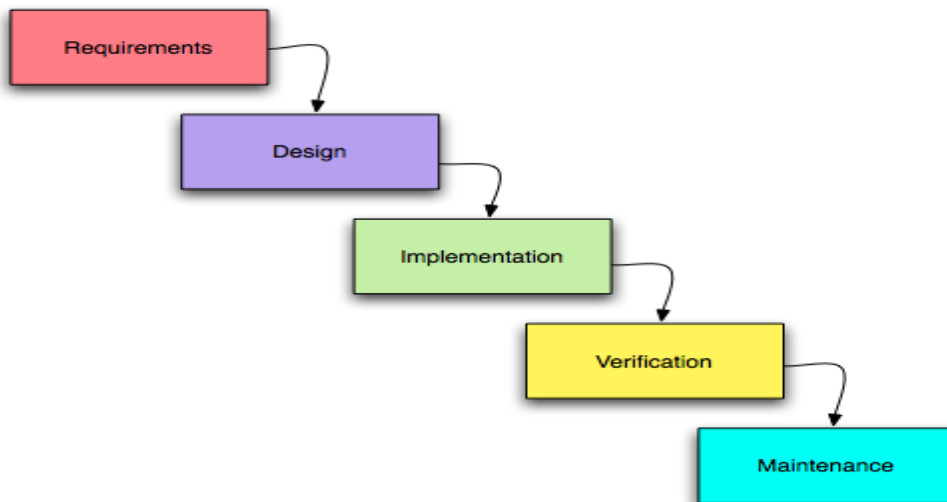 Requirements
Design
Implementation
Verification
Maintenance